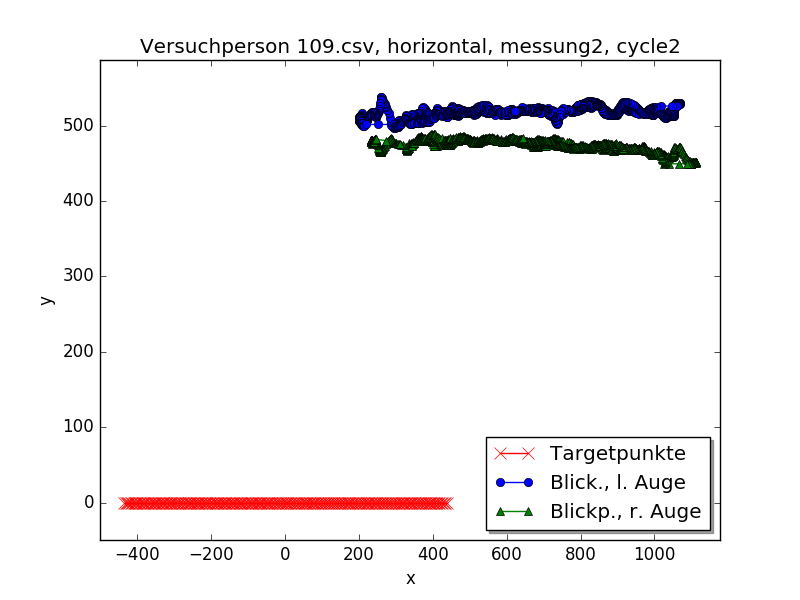 Versuchperson 109.csv, horizontal, messung2, cycle2
500
400
300
200
100
0
y
−400 −200 0 200 400 600 800 1000
x
Targetpunkte
Blick., l. Auge
Blickp., r. Auge